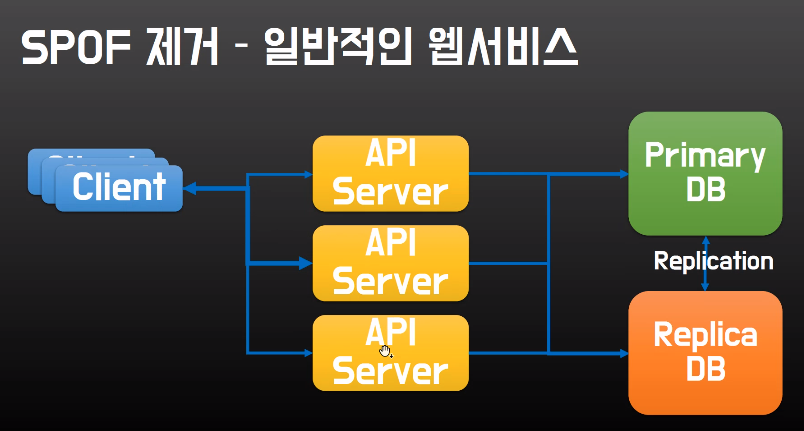 SPOF 제거 - 일반적인 웹서비스
Client
API
Server
API
Server
API
Server
Primary
DB
Replication
Replica
DB